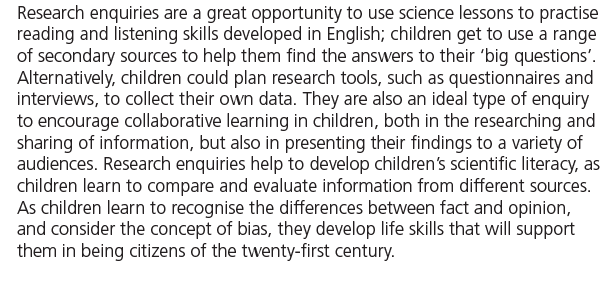 Research enquiries are a great opportunity to use science lessons to practise
reading and listening skills developed in English; children get to use a range
of secondary sources to help them find the answers to their ‘big questions’.
Alternatively, children could plan research tools, such as questionnaires and
interviews, to collect their own data. They are also an ideal type of enquiry
to encourage collaborative learning in children, both in the researching and
sharing of information, but also in presenting their findings to a variety of
audiences. Research enquiries help to develop children’s scientific literacy, as
children learn to compare and evaluate information from different sources.
As children learn to recognise the differences between fact and opinion,
and consider the concept of bias, they develop life skills that will support
them in being citizens of the twenty-first century.